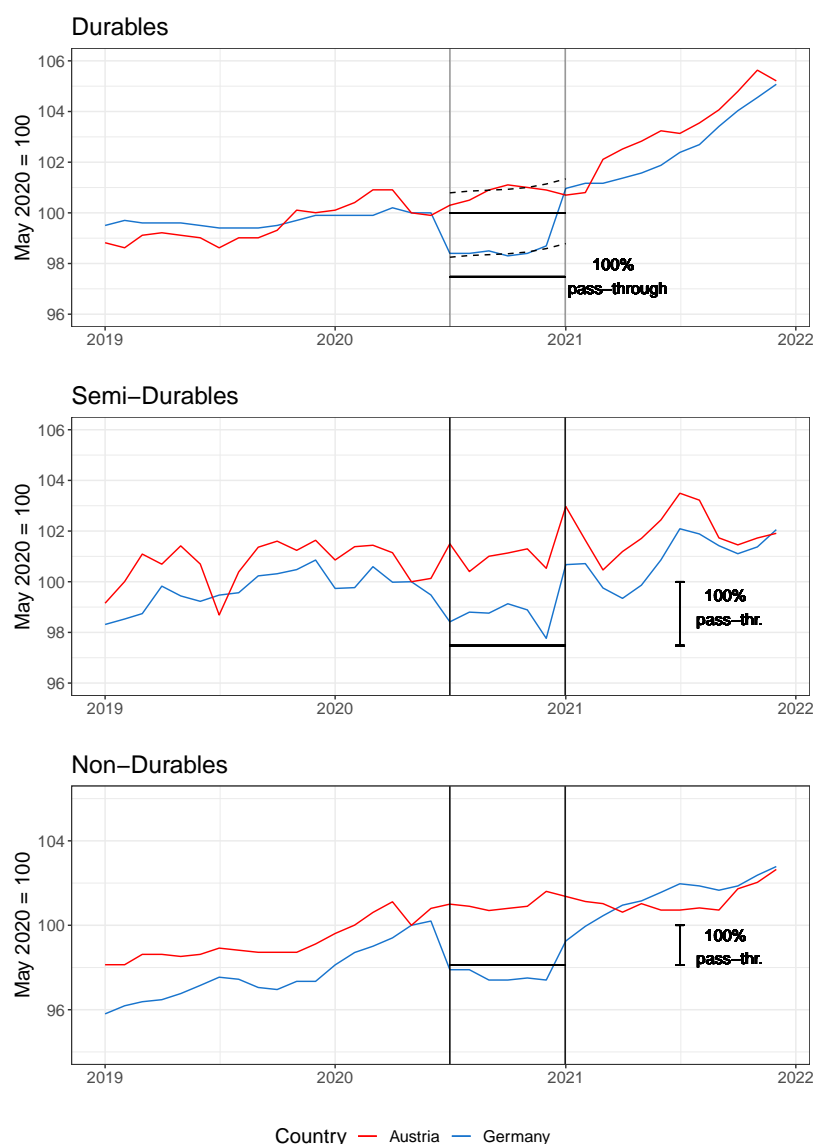 Durables
May 2020 = 100
106
104
102
100
98
96
100%
pass−through
2019 2020 2021 2022
Semi−Durables
May 2020 = 100
106
104
102
100
98
96
100%
pass−thr.
2019 2020 2021 2022
Non−Durables
May 2020 = 100
104
100
96
100%
pass−thr.
2019 2020 2021 2022
Country Austria Germany